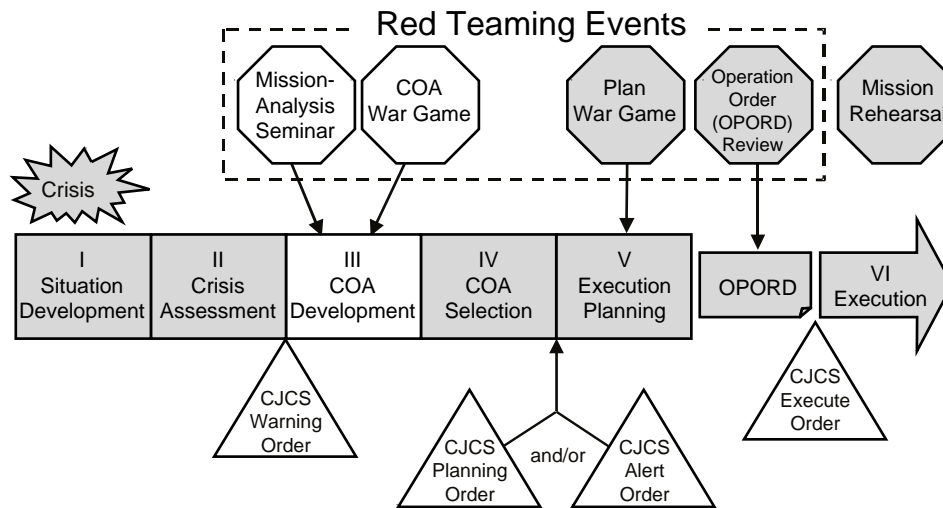 Red Teaming Events
Mission-
Analysis
Seminar
COA
War Game
Plan
War Game
Operation
Order
(OPORD)
Review
Mission
Rehearsal
Crisis
I
Situation
Development
II
Crisis
Assessment
III
COA
Development
IV
COA
Selection
V
Execution
Planning
OPORD
VI
Execution
CJCS
Warning
Order
CJCS
Planning
Order
and/or
CJCS
Alert
Order
CJCS
Execute
Order